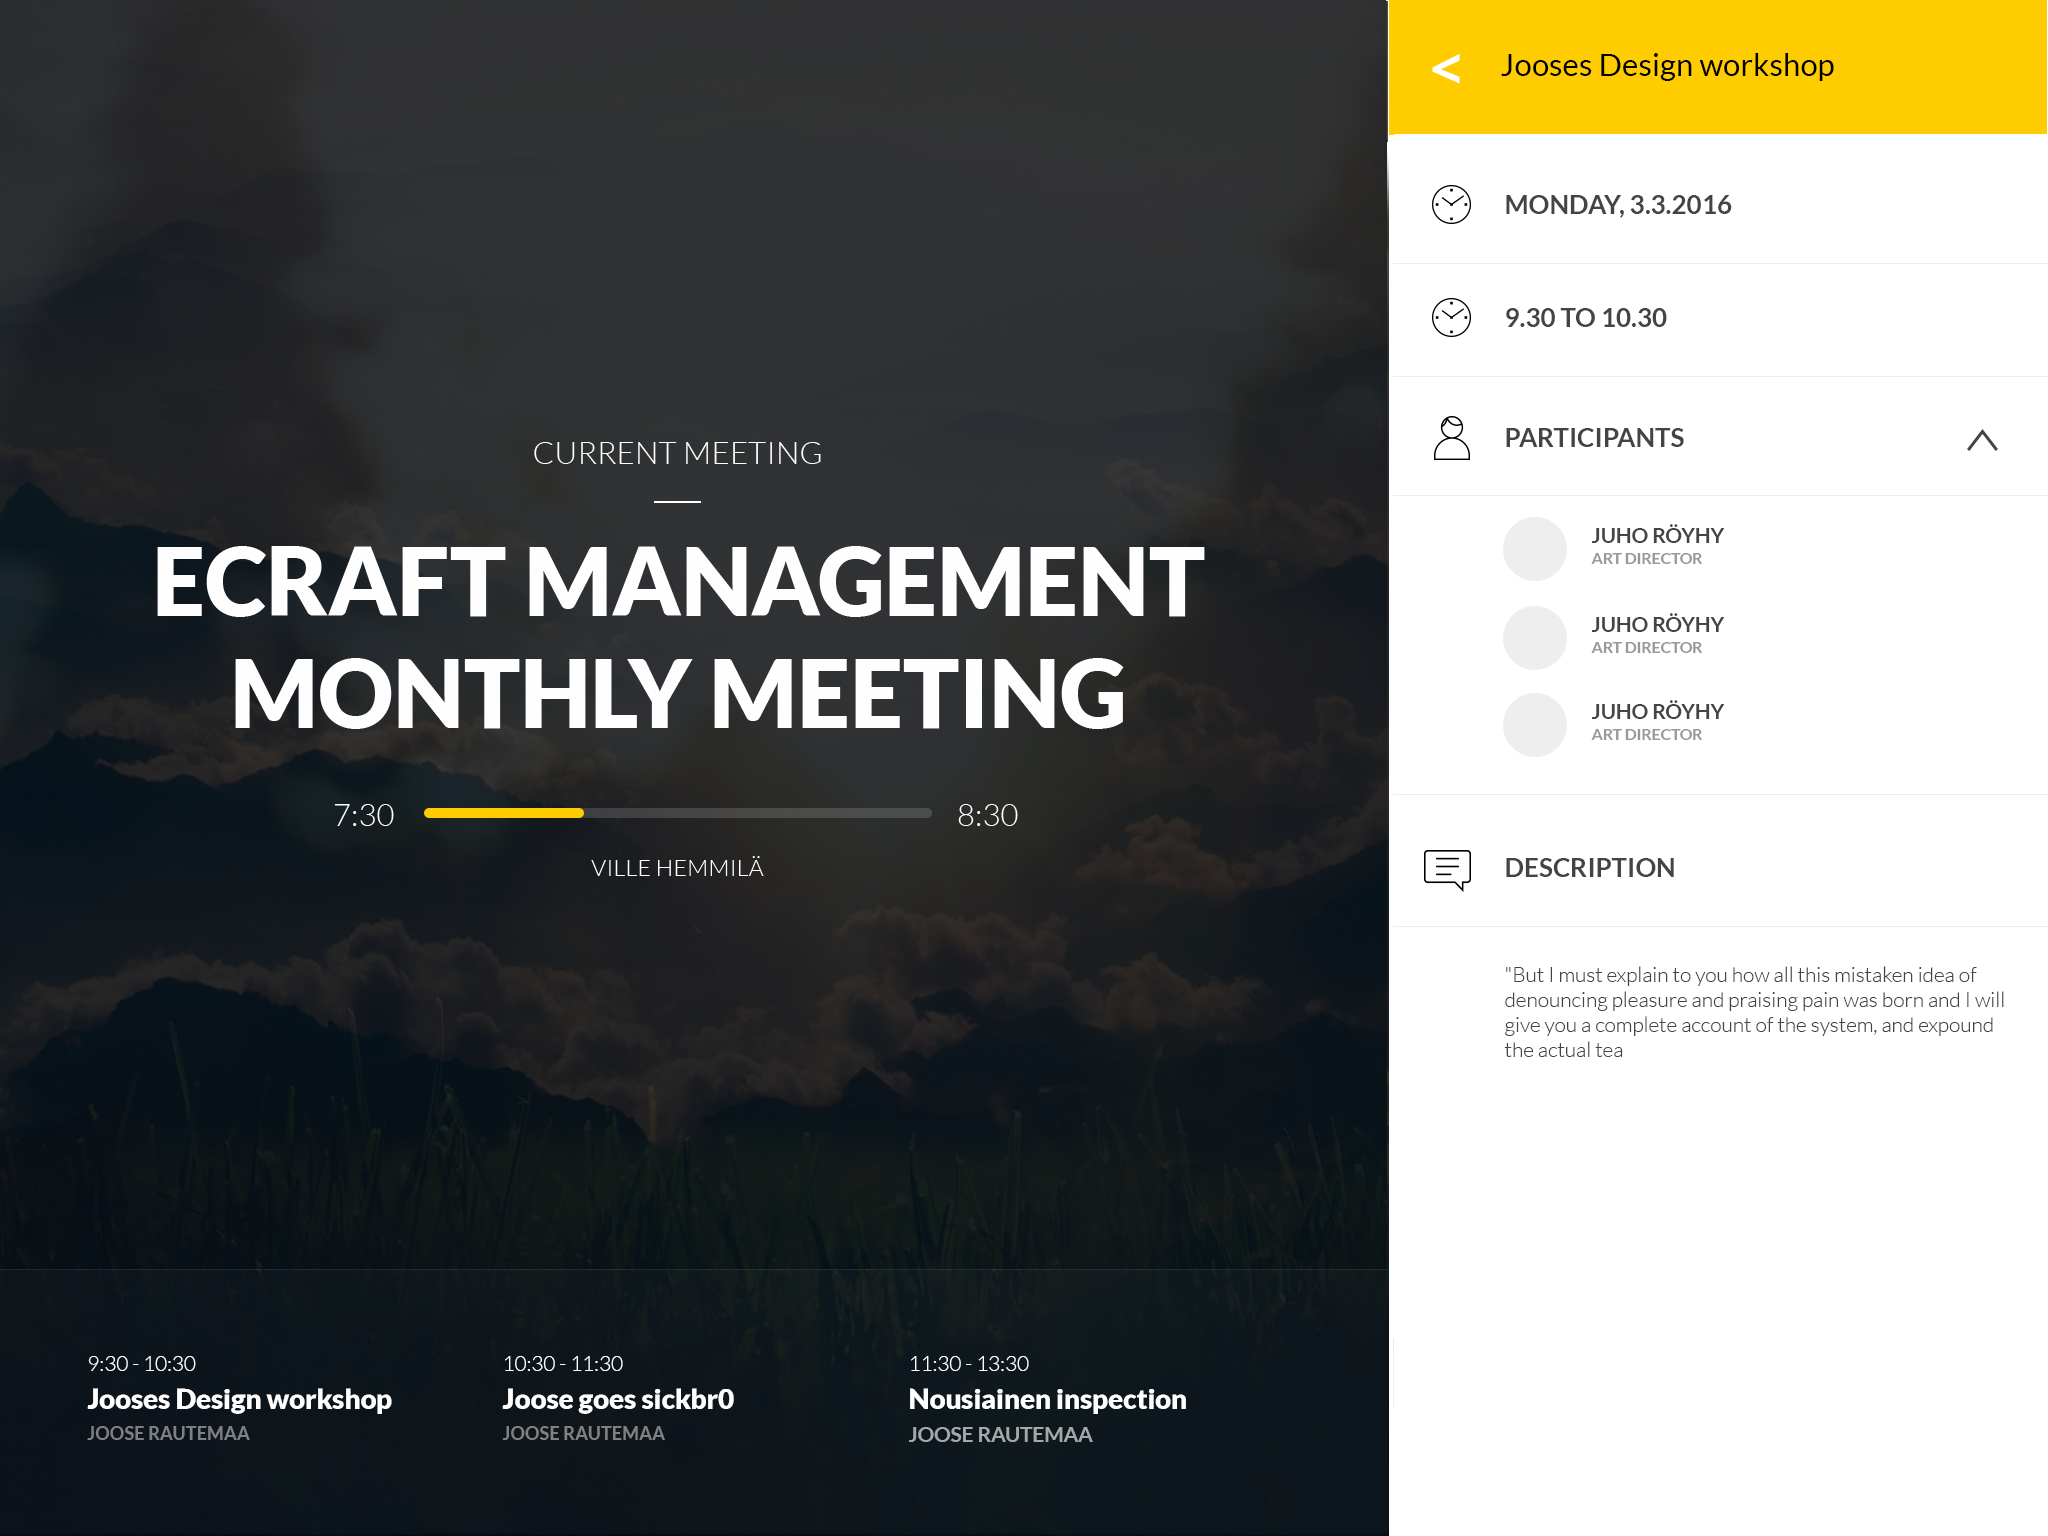 CURRENT MEETING
ECRAFT MANAGEMENT
MONTHLY MEETING
7:30
8:30
VILLE HEMMILÄ
9:30 - 10:30
Jooses Design workshop
JOOSE RAUTEMAA
10:30 - 11:30
Joose goes sickbr0
JOOSE RAUTEMAA
11:30 - 13:30
Nousiainen inspection
JOOSE RAUTEMAA
< Jooses Design workshop
MONDAY, 3.3.2016
9.30 TO 10.30
PARTICIPANTS
JUHO RÖYHY
ART DIRECTOR
JUHO RÖYHY
ART DIRECTOR
JUHO RÖYHY
ART DIRECTOR
DESCRIPTION
"But I must explain to you how all this mistaken idea of
denouncing pleasure and praising pain was born and I will
give you a complete account of the system, and expound
the actual tea